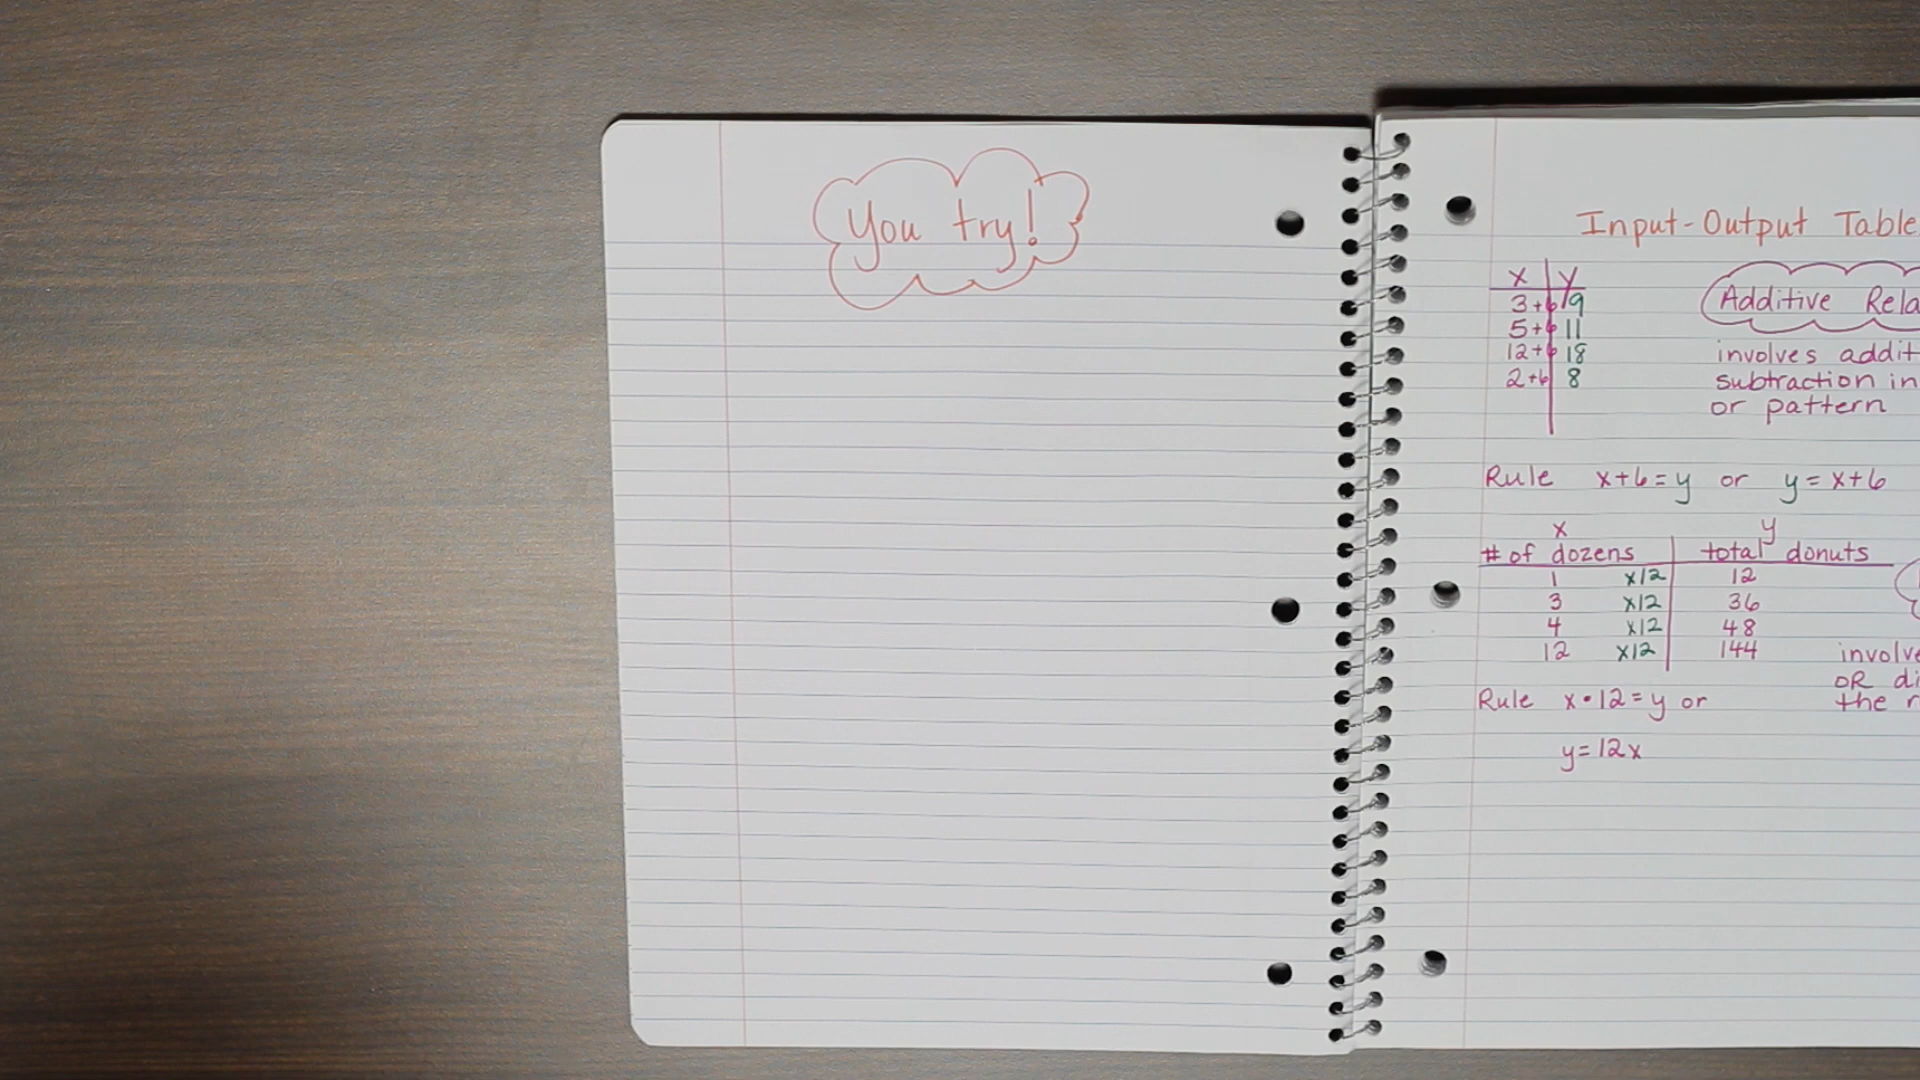 You try!
Input-Output Table
x y
3+6 9
5+6 11
12+6 18
2+6 8
Additive Rela
involves addit
subtraction in
or pattern
Rule x+6=y or y=x+6
x y
# of dozens total donuts
1 x12 12
3 x12 36
4 x12 48
12 x12 144
involve
OR di
the r
Rule x•12=y or
y=12x